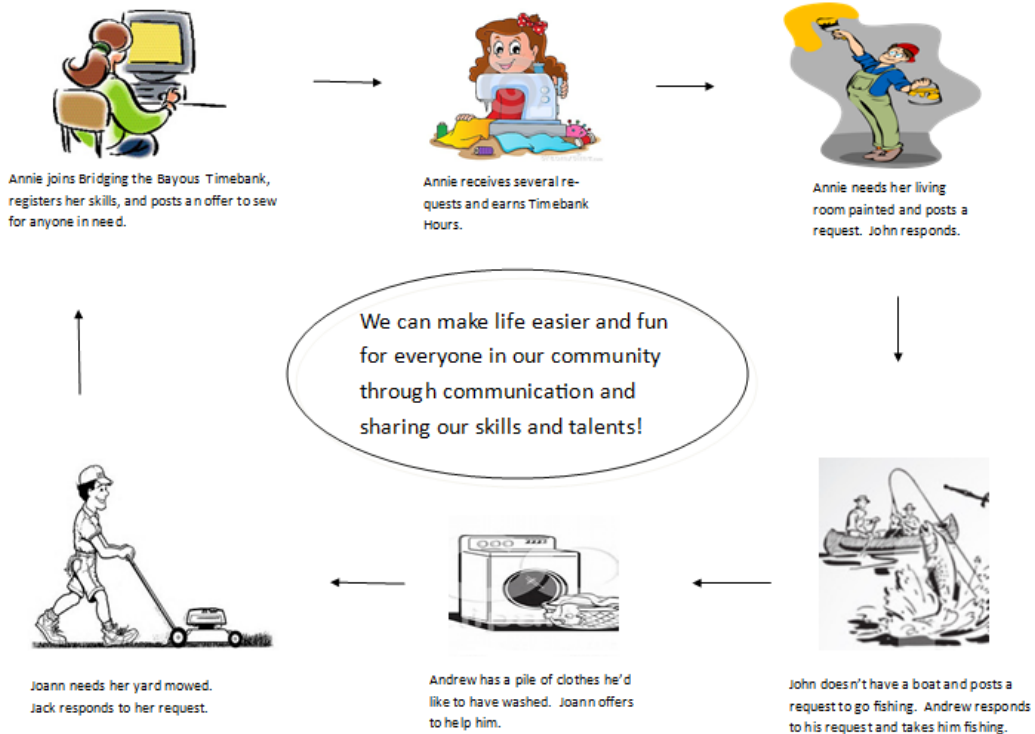 Annie joins Bridging the Bayous Timebank,
registers her skills, and posts an offer to sew
for anyone in need.
Annie receives several re-
quests and earns Timebank
Hours.
Annie needs her living
room painted and posts a
request. John responds.
We can make life easier and fun
for everyone in our community
through communication and
sharing our skills and talents!
Joann needs her yard mowed.
Jack responds to her request.
Andrew has a pile of clothes he'd
like to have washed. Joann offers
to help him.
John doesn't have a boat and posts a
request to go fishing. Andrew responds
to his request and takes him fishing.